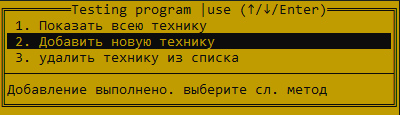 Testing program |use (↑/↓/Enter)
1. Показать всею технику
2. Добавить новую технику
3. удалить технику из списка
Добавление выполнено. выберите сл. метод